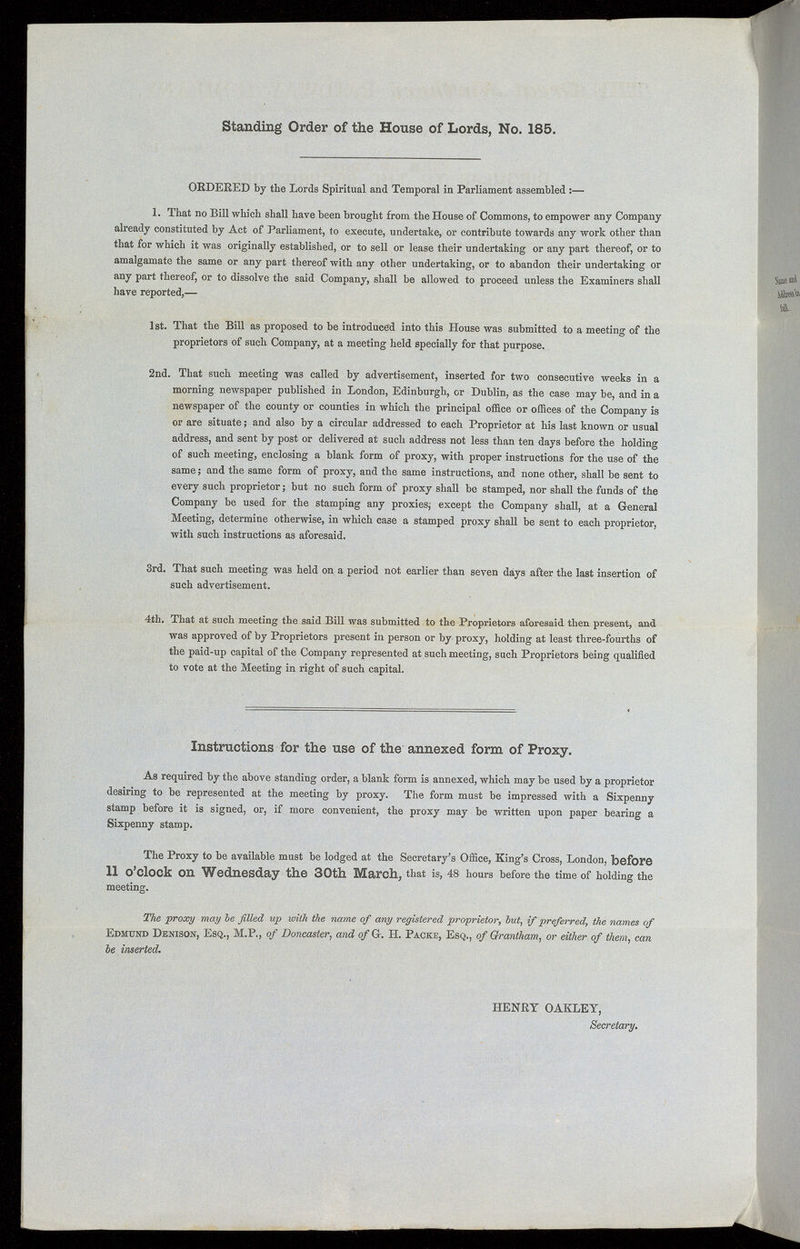 Standing Order of the House of Lords, No. 185.
ORDERED by the Lords Spiritual and Temporal in Parliament assembled :—
1. That no Bill which shall have been brought from the House of Commons, to empower any Company
already constituted by Act of Parliament, to execute, undertake, or contribute towards any work other than
that for which it was originally established, or to sell or lease their undertaking or any part thereof, or to
amalgamate the same or any part thereof with any other undertaking, or to abandon their undertaking or
any part thereof, or to dissolve the said Company, shall be allowed to proceed unless the Examiners shall
have reported,—
1st. That the Bill as proposed to be introduced into this House was submitted to a meeting of the
proprietors of such Company, at a meeting held specially for that purpose.
2nd. That such meeting was called by advertisement, inserted for two consecutive weeks in a
morning newspaper published in London, Edinburgh, or Dublin, as the case may be, and in a
newspaper of the county or counties in which the principal office or offices of the Company is
or are situate; and also by a circular addressed to each Proprietor at his last known or usual
address, and sent by post or delivered at such address not less than ten days before the holding
of such meeting, enclosing a blank form of proxy, with proper instructions for the use of the
same; and the same form of proxy, and the same instructions, and none other, shall be sent to
every such proprietor; but no such form of proxy shall be stamped, nor shall the funds of the
Company be used for the stamping any proxies; except the Company shall, at a General
Meeting, determine otherwise, in which case a stamped proxy shall be sent to each proprietor,
with such instructions as aforesaid.
3rd. That such meeting was held on a period not earlier than seven days after the last insertion of
such advertisement.
4th. That at such meeting the said Bill was submitted to the Proprietors aforesaid then present, and
was approved of by Proprietors present in person or by proxy, holding at least three-fourths of
the paid-up capital of the Company represented at such meeting, such Proprietors being qualified
to vote at the Meeting in right of such capital.
Instructions for the use of the annexed form of Proxy.
As required by the above standing order, a blank form is annexed, which may be used by a proprietor
desiring to be represented at the meeting by proxy. The form must be impressed with a Sixpenny
stamp before it is signed, or, if more convenient, the proxy may be written upon paper bearing a
Sixpenny stamp.
The Proxy to be available must be lodged at the Secretary's Office, King's Cross, London, before
11 o'clock on Wednesday the 30th March, that is, 48 hours before the time of holding the
meeting.
The proxy may be filled up with the name of any registered proprietor, but, if preferred, the names of
EDMUND DENISON, ESQ., M.P., of Doncaster, and of G. H. PACKE, ESQ., of Grantham, or either of them, can
be inserted.
HENRY OAKLEY,
Secretary.
Name and
Address in
full.